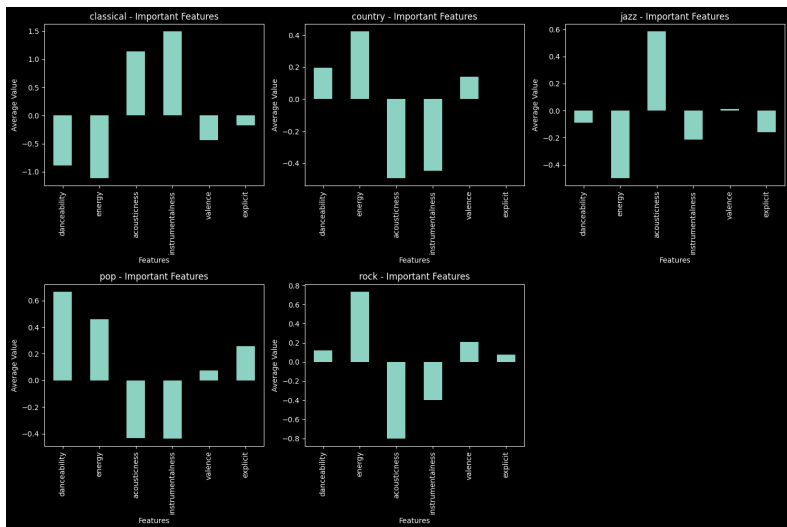 classical - Important Features
1.5
1.0
0.5
0.0
−0.5
−1.0
Average Value
danceability
energy
acousticness
instrumentalness
valence
explicit
Features
country - Important Features
0.4
0.2
0.0
−0.2
−0.4
Average Value
danceability
energy
acousticness
instrumentalness
valence
explicit
Features
jazz - Important Features
0.6
0.4
0.2
0.0
−0.2
−0.4
Average Value
danceability
energy
acousticness
instrumentalness
valence
explicit
Features
pop - Important Features
0.6
0.4
0.2
0.0
−0.2
−0.4
Average Value
danceability
energy
acousticness
instrumentalness
valence
explicit
Features
rock - Important Features
0.8
0.6
0.4
0.2
0.0
−0.2
−0.4
−0.6
−0.8
Average Value
danceability
energy
acousticness
instrumentalness
valence
explicit
Features